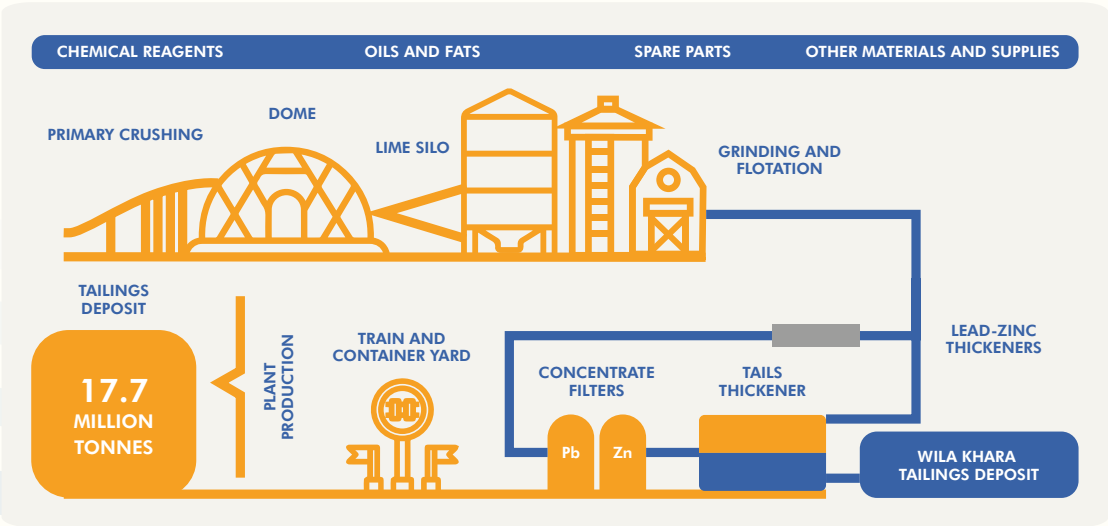 CHEMICAL REAGENTS
OILS AND FATS
SPARE PARTS
OTHER MATERIALS AND SUPPLIES
PRIMARY CRUSHING
DOME
LIME SILO
GRINDING AND
FLOTATION
TAILINGS
DEPOSIT
17.7
MILLION
TONNES
PLANT
PRODUCTION
TRAIN AND
CONTAINER YARD
CONCENTRATE
FILTERS
Pb
Zn
TAILS
THICKENER
LEAD-ZINC
THICKENERS
WILA KHARA
TAILINGS DEPOSIT